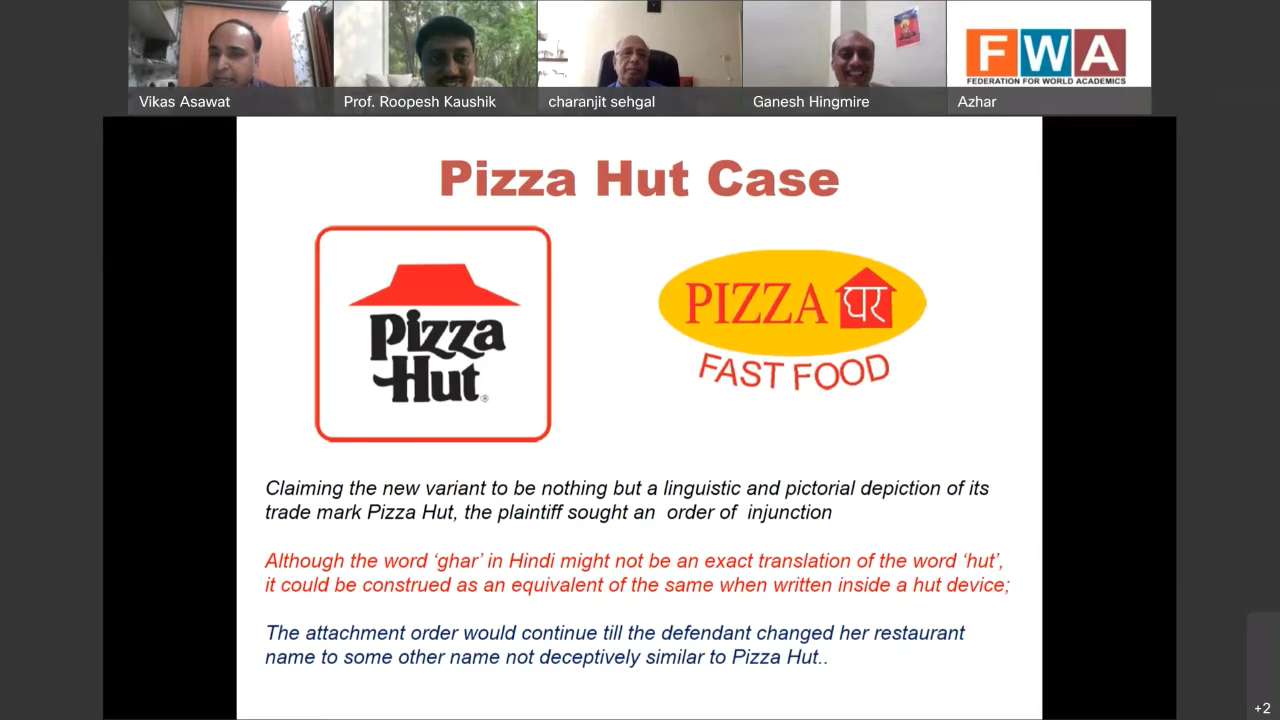 FWA
FEDERATION FOR WORLD ACADEMICS
Vikas Asawat
Prof. Roopesh Kaushik
charanjit sehgal
Ganesh Hingmire
Azhar
Pizza Hut Case
Pizza
Hut®
PIZZA घर
FAST FOOD
Claiming the new variant to be nothing but a linguistic and pictorial depiction of its
trade mark Pizza Hut, the plaintiff sought an order of injunction
Although the word ‘ghar’ in Hindi might not be an exact translation of the word ‘hut’,
it could be construed as an equivalent of the same when written inside a hut device;
The attachment order would continue till the defendant changed her restaurant
name to some other name not deceptively similar to Pizza Hut..
+2